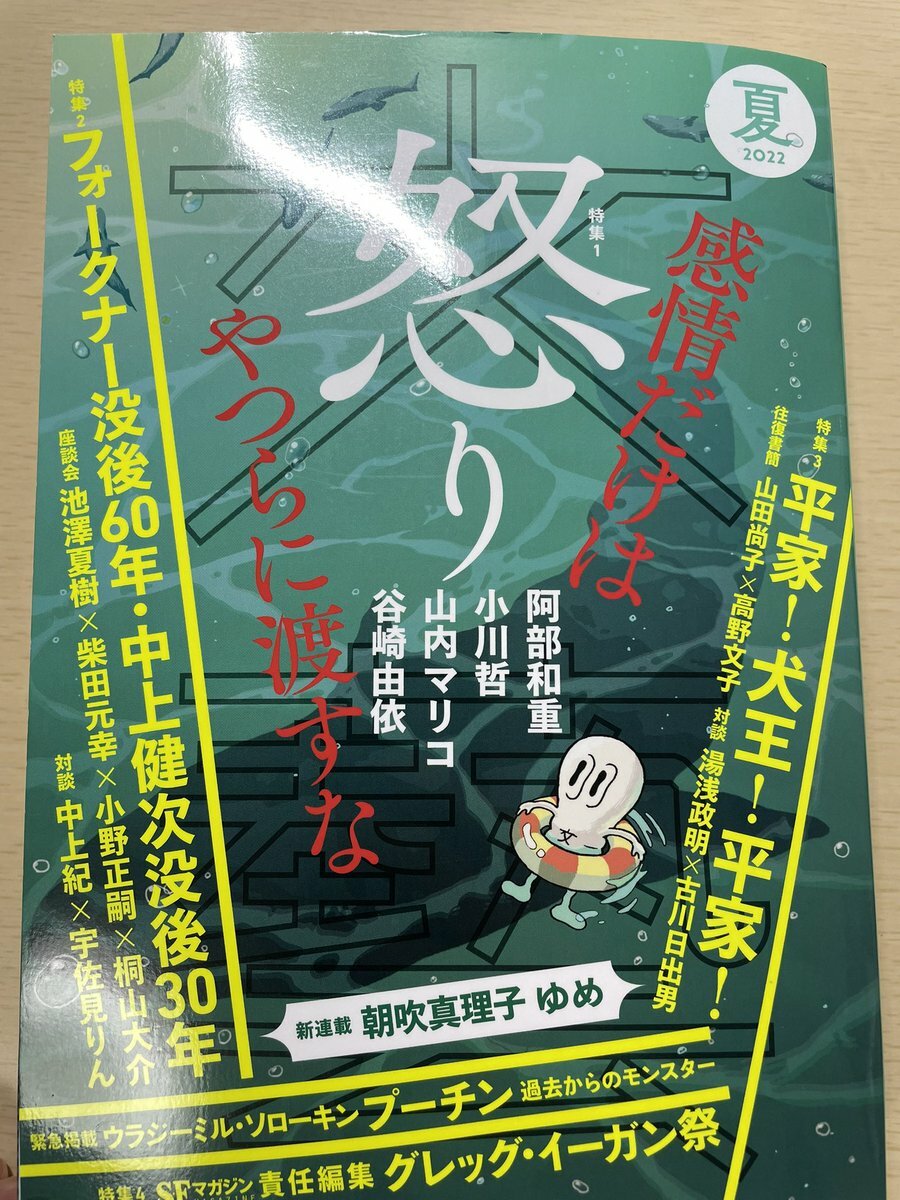 夏
2022
特集1
怒り
感情だけは
やつらに渡すな
阿部和重
小川哲
山内マリコ
谷崎由依
特集2 フォークナー没後60年・中上健次没後30年
座談会 池澤夏樹×柴田元幸×小野正嗣×桐山大介
対談 中上紀×宇佐見りん
特集3 平家!犬王!平家!
往復書簡 山田尚子×高野文子 対談 湯浅政明×古川日出男
文
新連載 朝吹真理子 ゆめ
緊急掲載 ウラジーミル・ソローキン プーチン 過去からのモンスター
特集4 SFマガジン 責任編集 グレッグ・イーガン祭
文藝